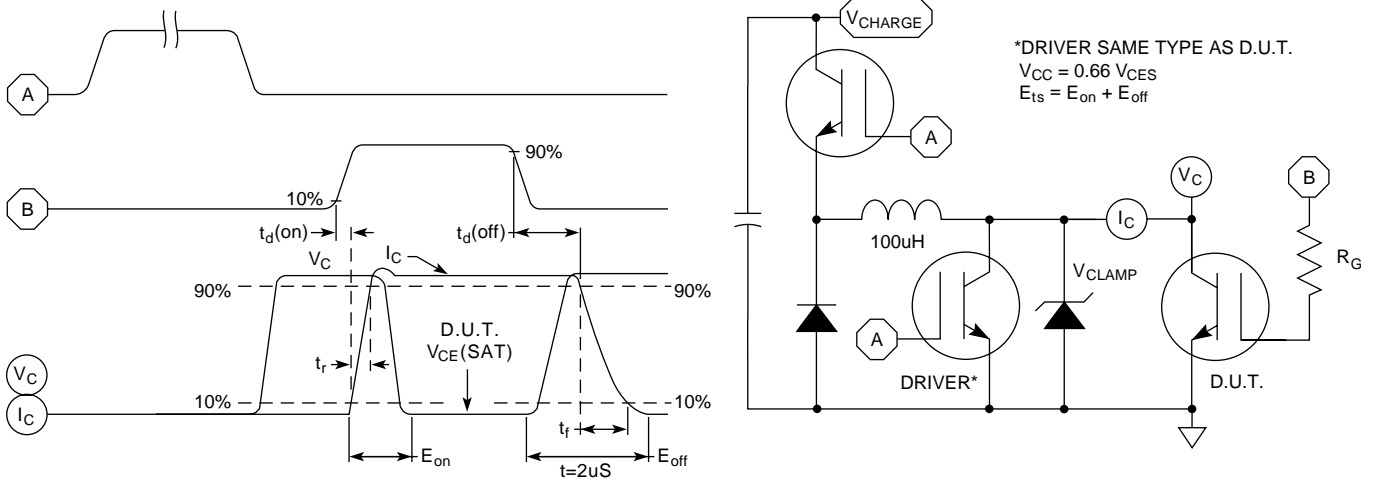 A
B
90%
10%
t_d(on)
t_d(off)
V_C
I_C
90%
90%
D.U.T.
V_CE(SAT)
t_r
V_C
I_C
10%
10%
t_f
E_on
t=2uS
E_off
V_CHARGE
*DRIVER SAME TYPE AS D.U.T.
V_CC = 0.66 V_CES
E_ts = E_on + E_off
A
V_C
B
I_C
100uH
R_G
V_CLAMP
A
DRIVER*
D.U.T.